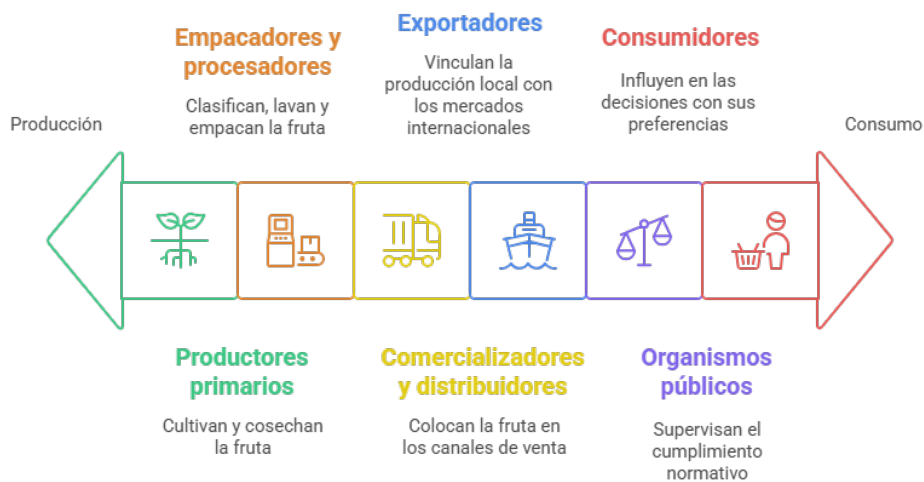 Empacadores y
procesadores
Clasifican, lavan y
empacan la fruta
Exportadores
Vinculan la
producción local con
los mercados
internacionales
Consumidores
Influyen en las
decisiones con sus
preferencias
Producción
Consumo
Productores
primarios
Cultivan y cosechan
la fruta
Comercializadores
y distribuidores
Colocan la fruta en
los canales de venta
Organismos
públicos
Supervisan el
cumplimiento
normativo